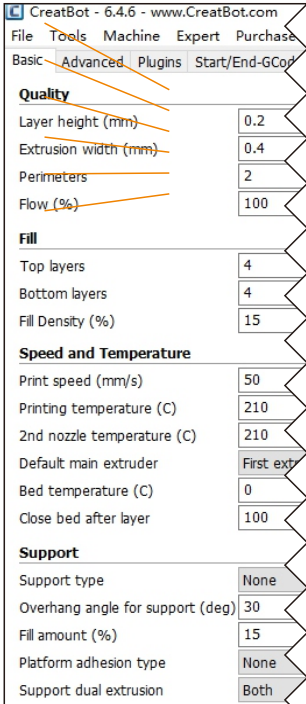 CreatBot - 6.4.6 - www.CreatBot.com
File Tools Machine Expert Purchase
Basic Advanced Plugins Start/End-GCod
Quality
Layer height (mm) 0.2
Extrusion width (mm) 0.4
Perimeters 2
Flow (%) 100
Fill
Top layers 4
Bottom layers 4
Fill Density (%) 15
Speed and Temperature
Print speed (mm/s) 50
Printing temperature (C) 210
2nd nozzle temperature (C) 210
Default main extruder First extr
Bed temperature (C) 0
Close bed after layer 100
Support
Support type None
Overhang angle for support (deg) 30
Fill amount (%) 15
Platform adhesion type None
Support dual extrusion Both